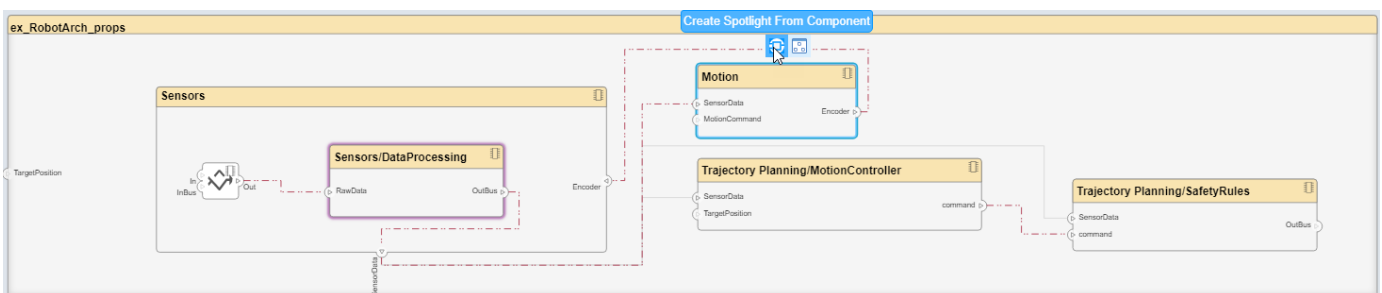 ex_RobotArch_props
Create Spotlight From Component
Motion
SensorData
MotionCommand
Encoder
Sensors
In
InBus
Out
Sensors/DataProcessing
RawData
OutBus
Encoder
TargetPosition
Trajectory Planning/MotionController
SensorData
TargetPosition
command
Trajectory Planning/SafetyRules
SensorData
command
OutBus